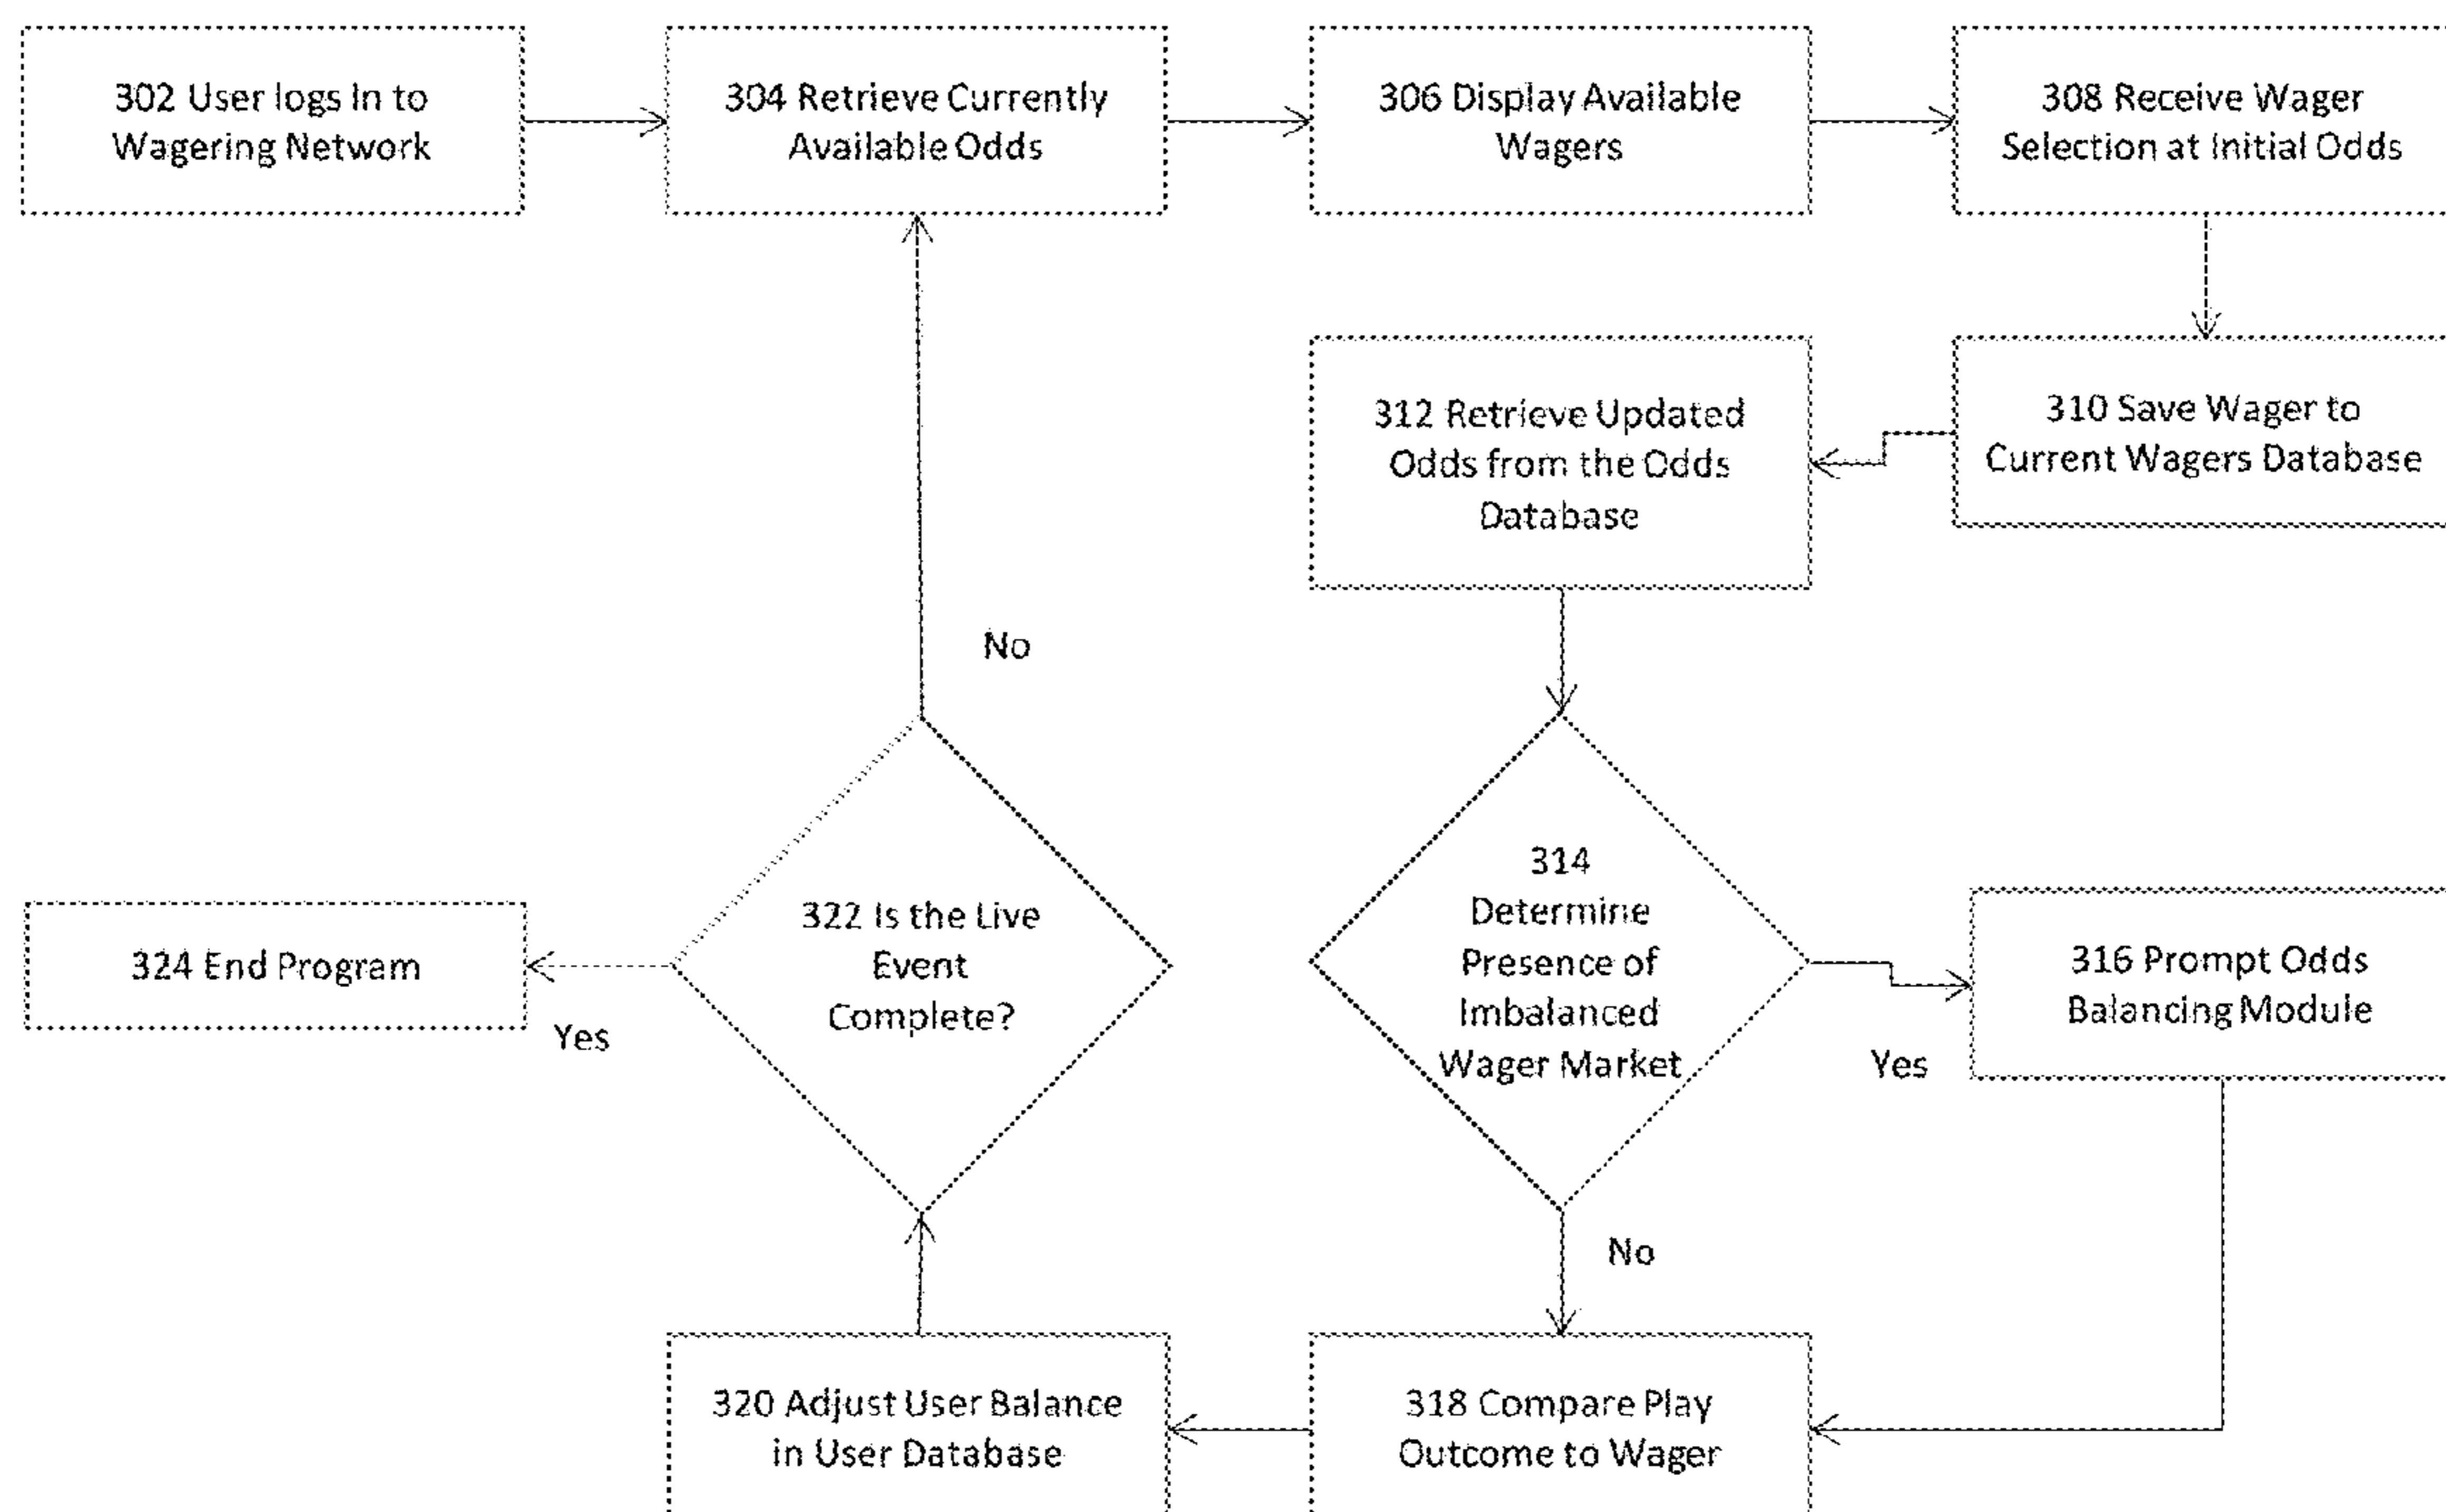 302 User logs In to
Wagering Network
304 Retrieve Currently
Available Odds
306 Display Available
Wagers
308 Receive Wager
Selection at Initial Odds
310 Save Wager to
Current Wagers Database
312 Retrieve Updated
Odds from the Odds
Database
314
Determine
Presence of
Imbalanced
Wager Market
Yes
316 Prompt Odds
Balancing Module
No
318 Compare Play
Outcome to Wager
320 Adjust User Balance
in User Database
322 Is the Live
Event
Complete?
No
Yes
324 End Program